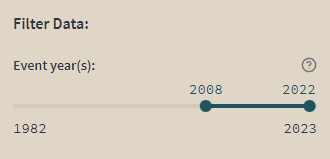 Filter Data:
Event year(s): ?
2008 2022
1982 2023